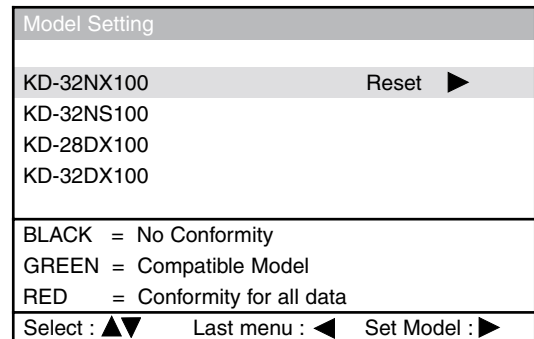 Model Setting
KD-32NX100 Reset ▶
KD-32NS100
KD-28DX100
KD-32DX100
BLACK = No Conformity
GREEN = Compatible Model
RED = Conformity for all data
Select : ▲▼ Last menu : ◀ Set Model : ▶